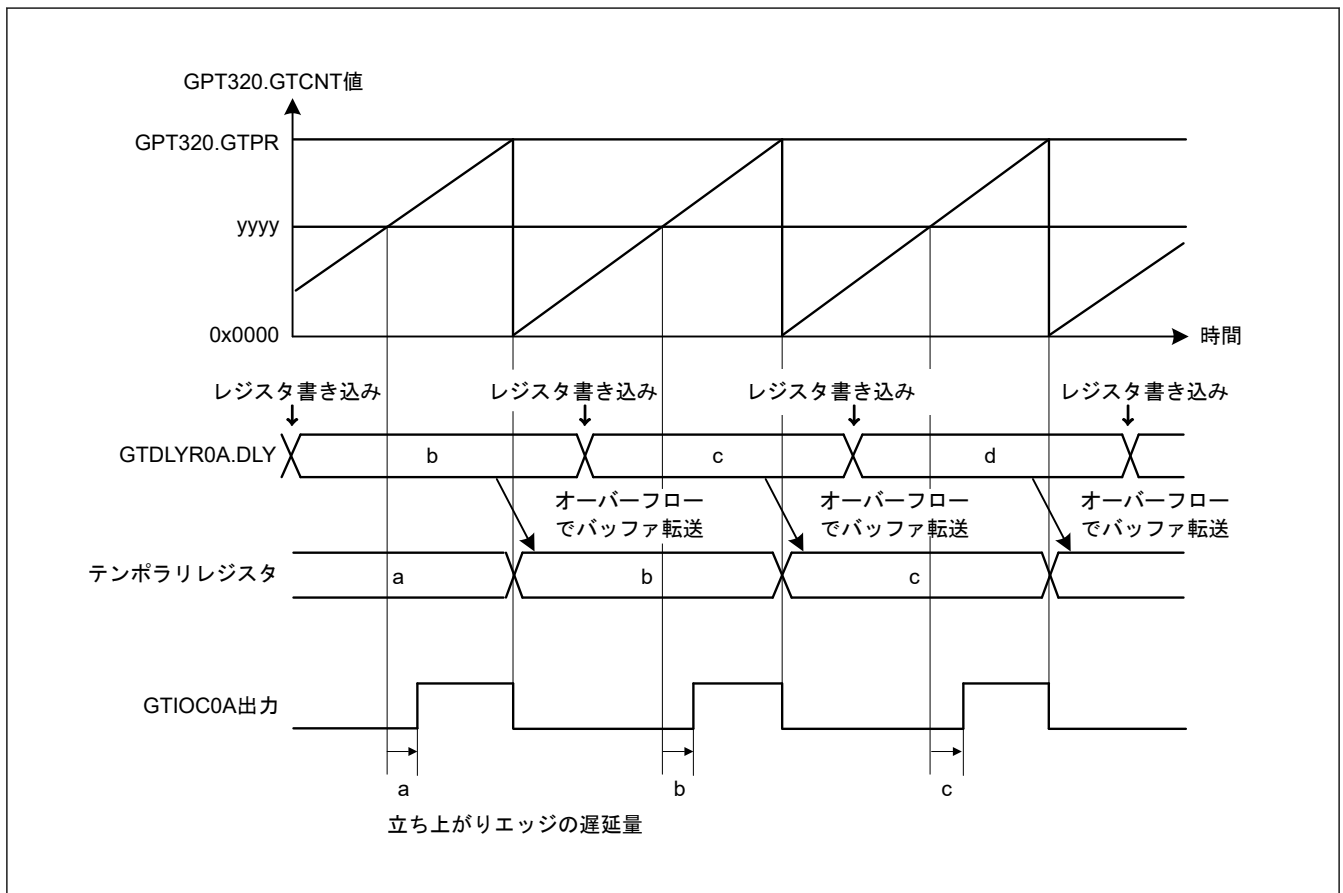 GPT320.GTCNT値
GPT320.GTPR
yyyy
0x0000
時間
レジスタ書き込み
レジスタ書き込み
レジスタ書き込み
レジスタ書き込み
GTDLYR0A.DLY
b
c
d
オーバーフロー
でバッファ転送
オーバーフロー
でバッファ転送
オーバーフロー
でバッファ転送
テンポラリレジスタ
a
b
c
GTIOC0A出力
a
b
c
立ち上がりエッジの遅延量